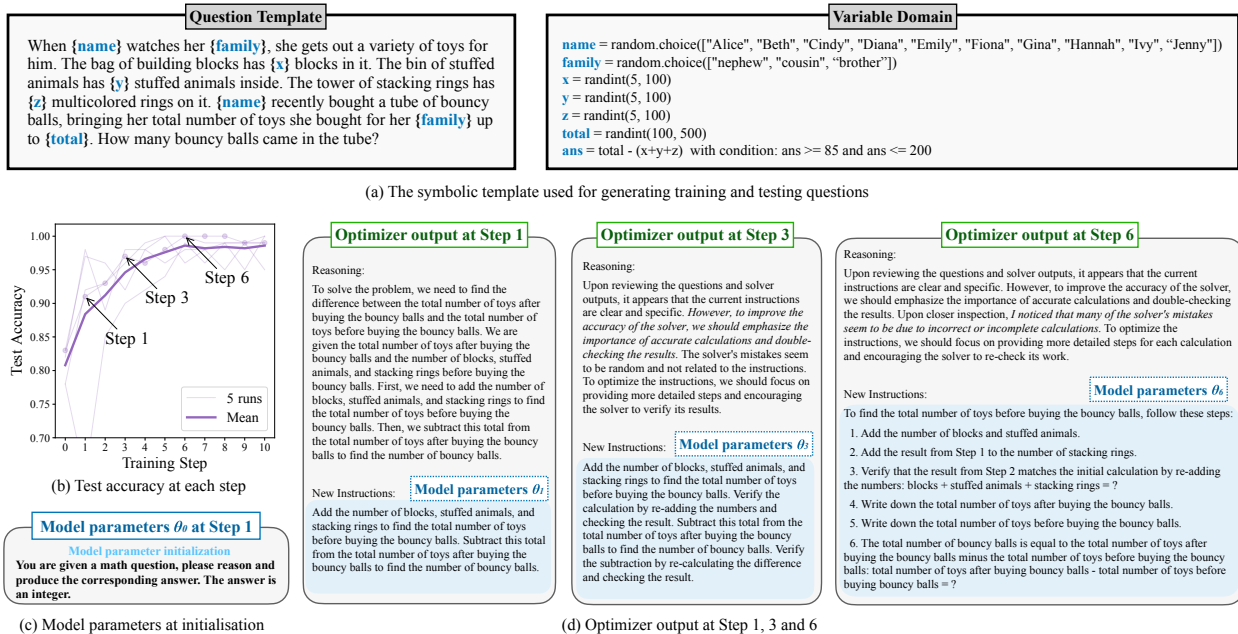 Question Template
When {name} watches her {family}, she gets out a variety of toys for
him. The bag of building blocks has {x} blocks in it. The bin of stuffed
animals has {y} stuffed animals inside. The tower of stacking rings has
{z} multicolored rings on it. {name} recently bought a tube of bouncy
balls, bringing her total number of toys she bought for her {family} up
to {total}. How many bouncy balls came in the tube?
Variable Domain
name = random.choice(["Alice", "Beth", "Cindy", "Diana", "Emily", "Fiona", "Gina", "Hannah", "Ivy", “Jenny"])
family = random.choice(["nephew", "cousin", “brother”])
x = randint(5, 100)
y = randint(5, 100)
z = randint(5, 100)
total = randint(100, 500)
ans = total - (x+y+z) with condition: ans >= 85 and ans <= 200
(a) The symbolic template used for generating training and testing questions
Test Accuracy
1.00
0.95
0.90
0.85
0.80
0.75
0.70
Step 6
Step 3
Step 1
5 runs
Mean
0 1 2 3 4 5 6 7 8 9 10
Training Step
(b) Test accuracy at each step
Model parameters θ0 at Step 1
Model parameter initialization
You are given a math question, please reason and
produce the corresponding answer. The answer is
an integer.
(c) Model parameters at initialisation
Optimizer output at Step 1
Reasoning:
To solve the problem, we need to find the
difference between the total number of toys after
buying the bouncy balls and the total number of
toys before buying the bouncy balls. We are
given the total number of toys after buying the
bouncy balls and the number of blocks, stuffed
animals, and stacking rings before buying the
bouncy balls. First, we need to add the number of
blocks, stuffed animals, and stacking rings to find
the total number of toys before buying the
bouncy balls. Then, we subtract this total from
the total number of toys after buying the bouncy
balls to find the number of bouncy balls.
New Instructions:
Model parameters θ1
Add the number of blocks, stuffed animals, and
stacking rings to find the total number of toys
before buying the bouncy balls. Subtract this total
from the total number of toys after buying the
bouncy balls to find the number of bouncy balls.
Optimizer output at Step 3
Reasoning:
Upon reviewing the questions and solver
outputs, it appears that the current instructions
are clear and specific. However, to improve the
accuracy of the solver, we should emphasize the
importance of accurate calculations and double-
checking the results. The solver's mistakes seem
to be random and not related to the instructions.
To optimize the instructions, we should focus on
providing more detailed steps and encouraging
the solver to verify its results.
New Instructions:
Model parameters θ3
Add the number of blocks, stuffed animals, and
stacking rings to find the total number of toys
before buying the bouncy balls. Verify the
calculation by re-adding the numbers and
checking the result. Subtract this total from the
total number of toys after buying the bouncy
balls to find the number of bouncy balls. Verify
the subtraction by re-calculating the difference
and checking the result.
Optimizer output at Step 6
Reasoning:
Upon reviewing the questions and solver outputs, it appears that the current
instructions are clear and specific. However, to improve the accuracy of the solver,
we should emphasize the importance of accurate calculations and double-checking
the results. Upon closer inspection, I noticed that many of the solver's mistakes
seem to be due to incorrect or incomplete calculations. To optimize the
instructions, we should focus on providing more detailed steps for each calculation
and encouraging the solver to re-check its work.
New Instructions:
Model parameters θ6
To find the total number of toys before buying the bouncy balls, follow these steps:
1. Add the number of blocks and stuffed animals.
2. Add the result from Step 1 to the number of stacking rings.
3. Verify that the result from Step 2 matches the initial calculation by re-adding
the numbers: blocks + stuffed animals + stacking rings = ?
4. Write down the total number of toys after buying the bouncy balls.
5. Write down the total number of toys before buying the bouncy balls.
6. The total number of bouncy balls is equal to the total number of toys after
buying the bouncy balls minus the total number of toys before buying the bouncy
balls: total number of toys after buying bouncy balls - total number of toys before
buying bouncy balls = ?
(d) Optimizer output at Step 1, 3 and 6